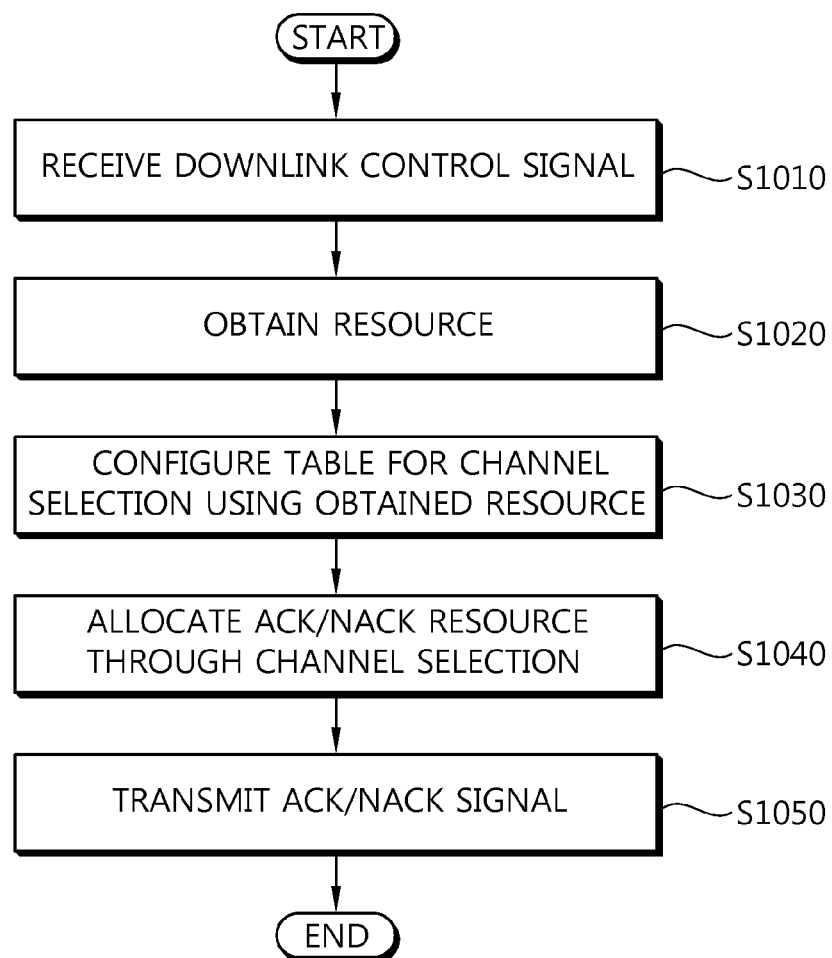 START
RECEIVE DOWNLINK CONTROL SIGNAL
S1010
OBTAIN RESOURCE
S1020
CONFIGURE TABLE FOR CHANNEL
SELECTION USING OBTAINED RESOURCE
S1030
ALLOCATE ACK/NACK RESOURCE
THROUGH CHANNEL SELECTION
S1040
TRANSMIT ACK/NACK SIGNAL
S1050
END